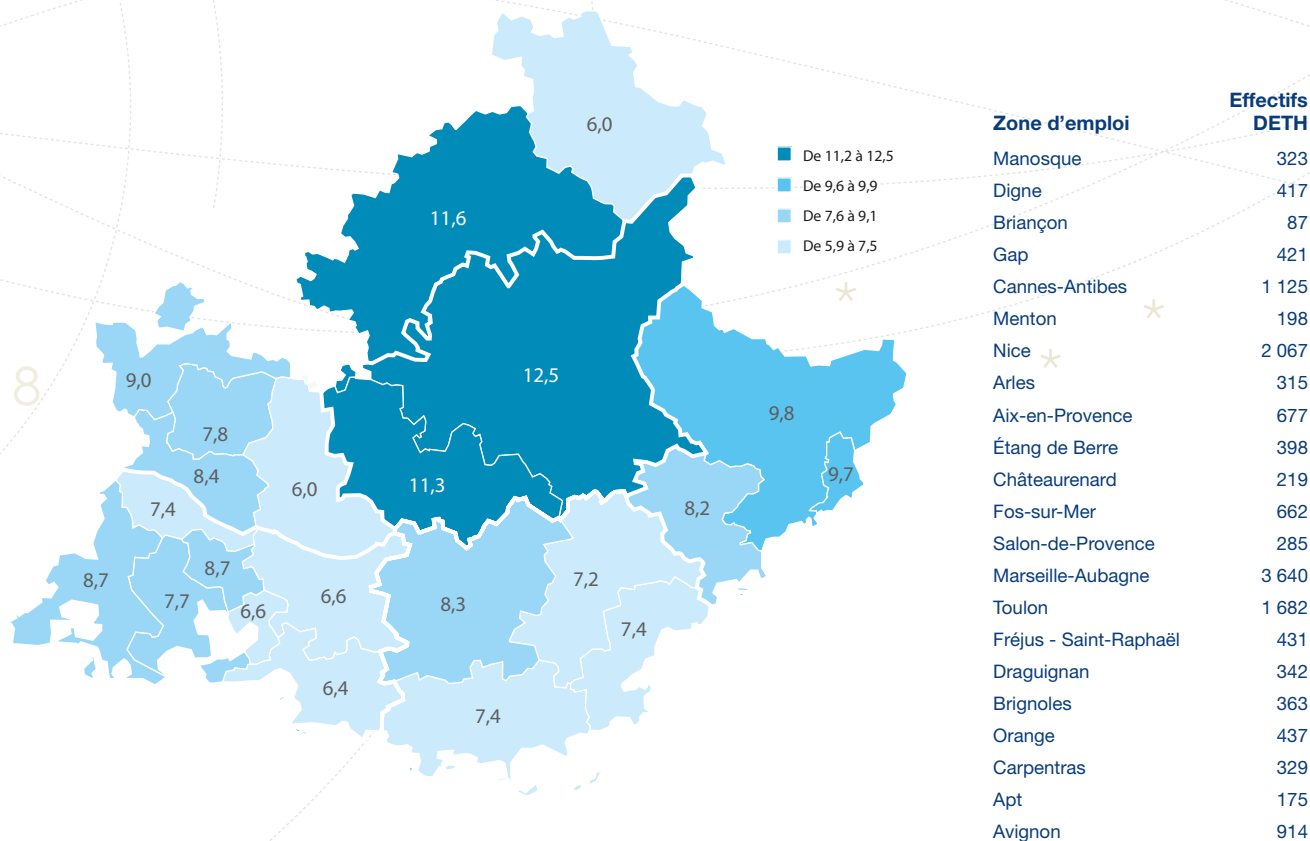 6,0
De 11,2 à 12,5
De 9,6 à 9,9
De 7,6 à 9,1
De 5,9 à 7,5
11,6
12,5
9,0
7,8
9,8
9,7
8,4
6,0
11,3
7,4
8,2
8,7
8,7
7,7
6,6
6,6
8,3
7,2
7,4
6,4
7,4
8
Effectifs
Zone d'emploi DETH
Manosque 323
Digne 417
Briançon 87
Gap 421
Cannes-Antibes 1 125
Menton 198
Nice 2 067
Arles 315
Aix-en-Provence 677
Étang de Berre 398
Châteaurenard 219
Fos-sur-Mer 662
Salon-de-Provence 285
Marseille-Aubagne 3 640
Toulon 1 682
Fréjus - Saint-Raphaël 431
Draguignan 342
Brignoles 363
Orange 437
Carpentras 329
Apt 175
Avignon 914